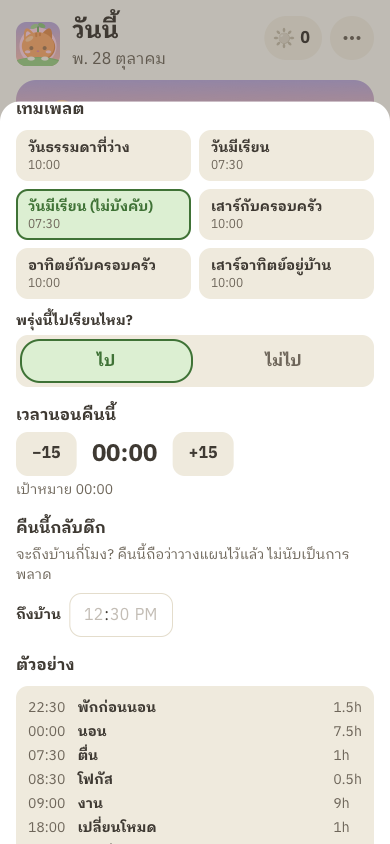 วันนี้
พ. 28 ตุลาคม
0
เทมเพลต
วันธรรมดาที่ว่าง
10:00
วันมีเรียน
07:30
วันมีเรียน (ไม่บังคับ)
07:30
เสาร์กับครอบครัว
10:00
อาทิตย์กับครอบครัว
10:00
เสาร์อาทิตย์อยู่บ้าน
10:00
พรุ่งนี้ไปเรียนไหม?
ไป
ไม่ไป
เวลานอนคืนนี้
−15
00:00
+15
เป้าหมาย 00:00
คืนนี้กลับดึก
จะถึงบ้านกี่โมง? คืนนี้ถือว่าวางแผนไว้แล้ว ไม่นับเป็นการ
พลาด
ถึงบ้าน
12:30 PM
ตัวอย่าง
22:30 พักก่อนนอน 1.5h
00:00 นอน 7.5h
07:30 ตื่น 1h
08:30 โฟกัส 0.5h
09:00 งาน 9h
18:00 เปลี่ยนโหมด 1h